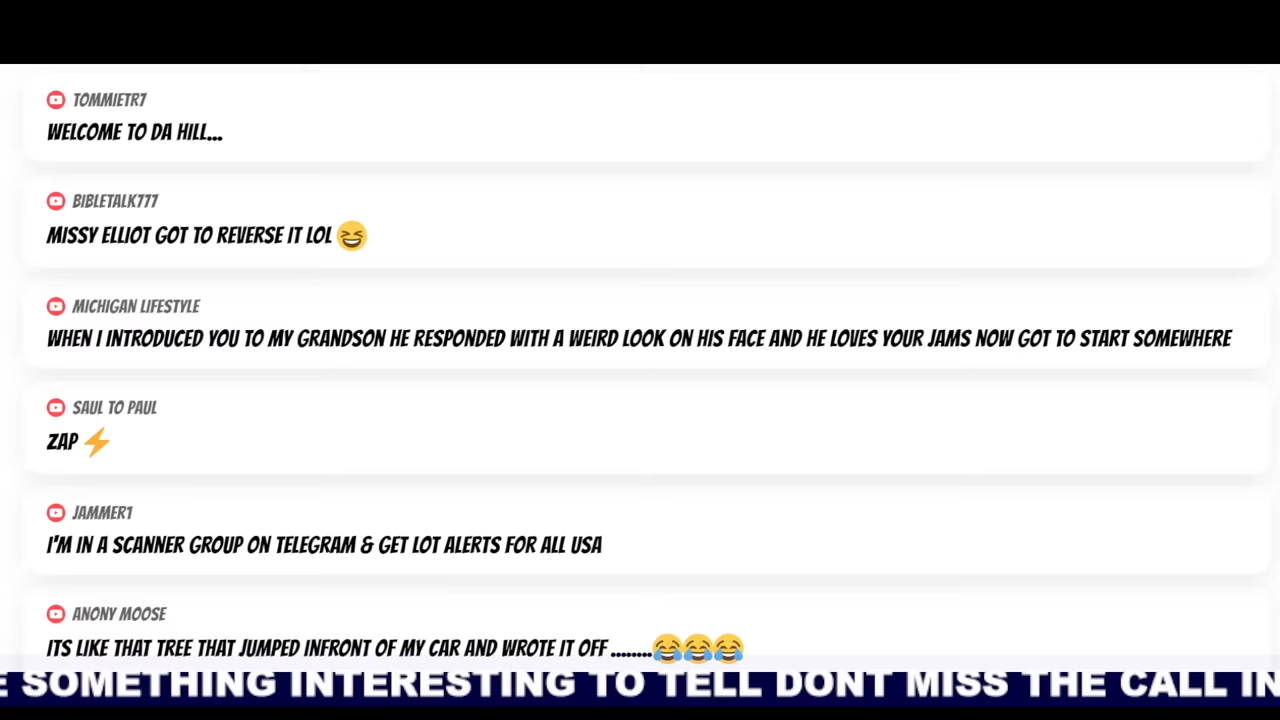 TOMMIETR7
WELCOME TO DA HILL...
BIBLETALK777
MISSY ELLIOT GOT TO REVERSE IT LOL 😆
MICHIGAN LIFESTYLE
WHEN I INTRODUCED YOU TO MY GRANDSON HE RESPONDED WITH A WEIRD LOOK ON HIS FACE AND HE LOVES YOUR JAMS NOW GOT TO START SOMEWHERE
SAUL TO PAUL
ZAP ⚡
JAMMER1
I'M IN A SCANNER GROUP ON TELEGRAM & GET LOT ALERTS FOR ALL USA
ANONY MOOSE
ITS LIKE THAT TREE THAT JUMPED INFRONT OF MY CAR AND WROTE IT OFF ........😂😂😂
E SOMETHING INTERESTING TO TELL DONT MISS THE CALL IN